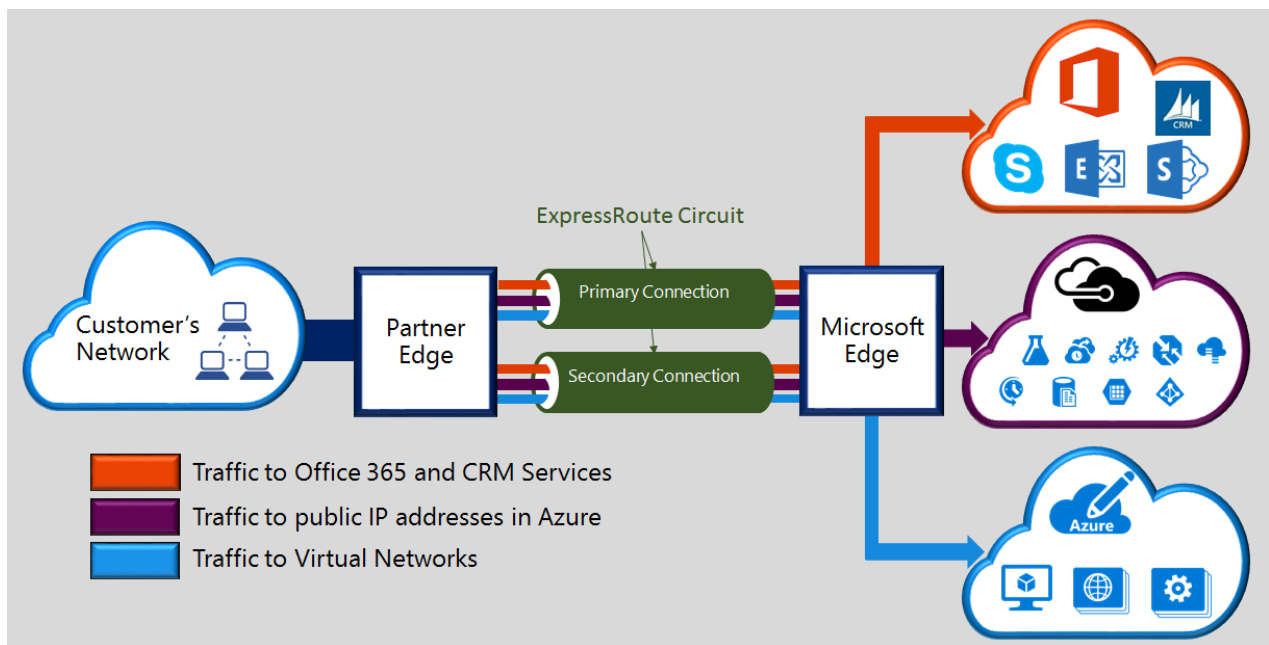 CRM
S
E
S
ExpressRoute Circuit
Primary Connection
Customer's
Network
Partner
Edge
Microsoft
Edge
Secondary Connection
Traffic to Office 365 and CRM Services
Traffic to public IP addresses in Azure
Traffic to Virtual Networks
Azure